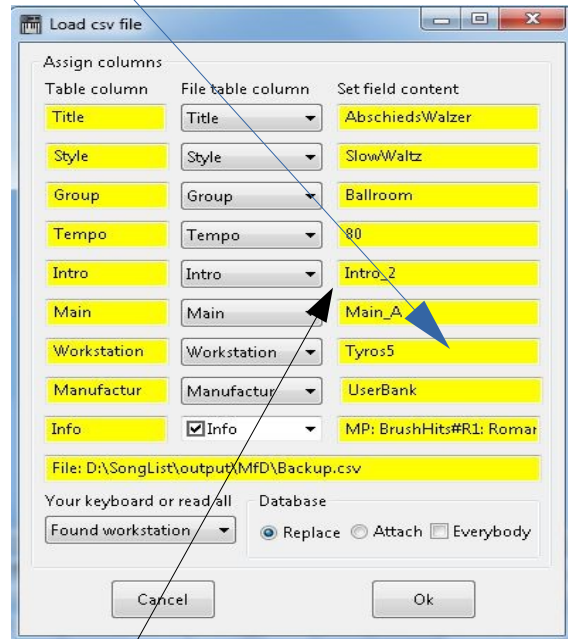 Load csv file
Assign columns
Table column File table column Set field content
Title Title AbschiedsWalzer
Style Style SlowWaltz
Group Group Ballroom
Tempo Tempo 80
Intro Intro Intro_2
Main Main Main_A
Workstation Workstation Tyros5
Manufactur Manufactur UserBank
Info Info MP: BrushHits#R1: Romar
File: D:\SongList\output\MfD\Backup.csv
Your keyboard or read all Database
Found workstation Replace Attach Everybody
Cancel Ok